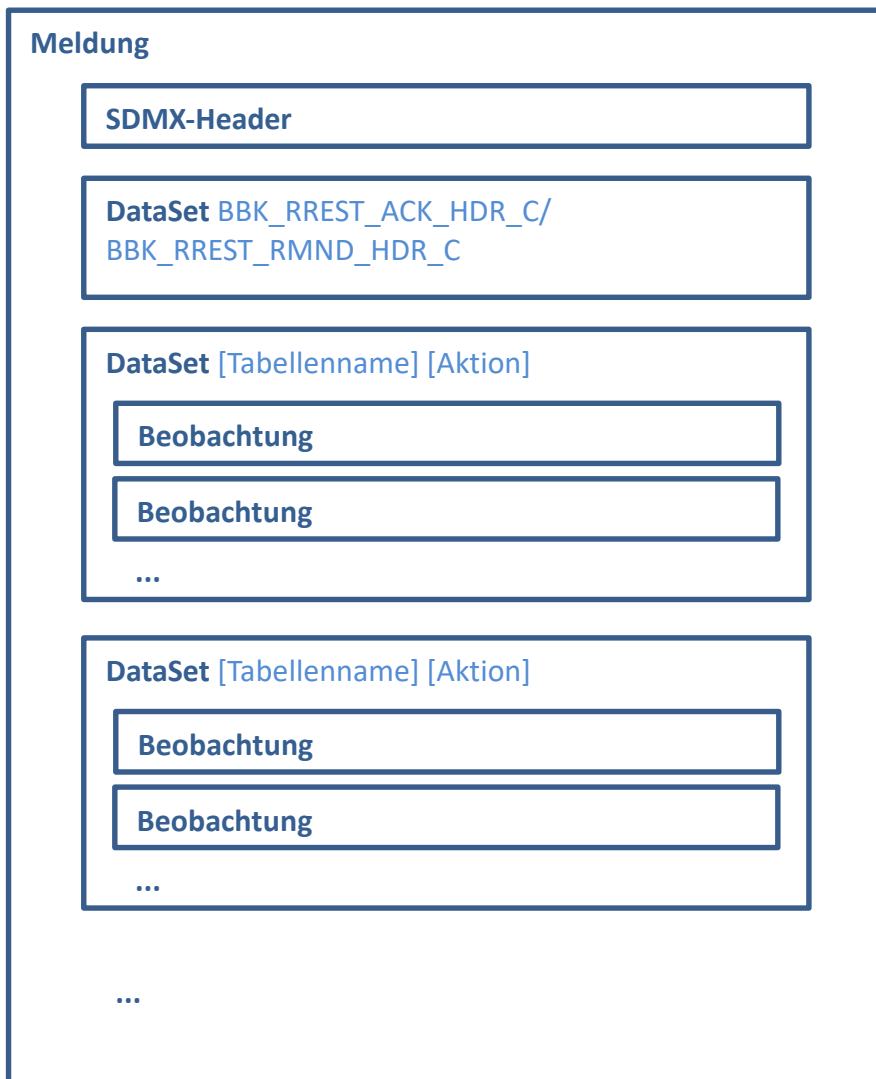 Meldung
SDMX-Header
DataSet BBK_RREST_ACK_HDR_C/
BBK_RREST_RMND_HDR_C
DataSet [Tabellenname] [Aktion]
Beobachtung
Beobachtung
...
DataSet [Tabellenname] [Aktion]
Beobachtung
Beobachtung
...
...